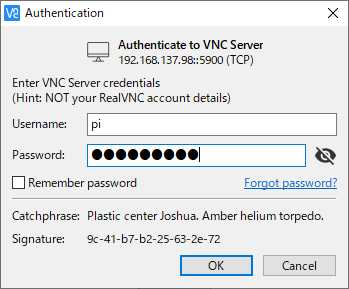 Authentication
Authenticate to VNC Server
192.168.137.98::5900 (TCP)
Enter VNC Server credentials
(Hint: NOT your RealVNC account details)
Username: pi
Password: ●●●●●●●●●
Remember password Forgot password?
Catchphrase: Plastic center Joshua. Amber helium torpedo.
Signature: 9c-41-b7-b2-25-63-2e-72
OK Cancel